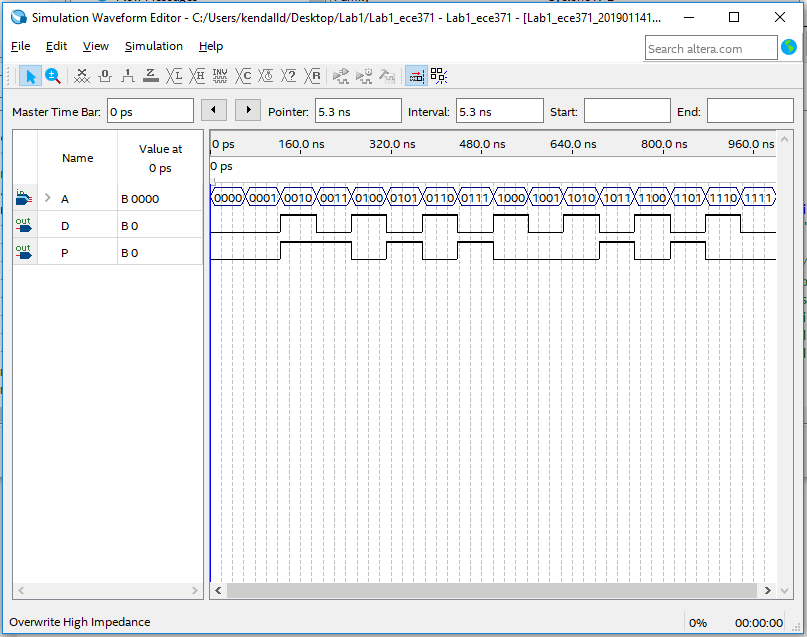 Simulation Waveform Editor - C:/Users/kendalld/Desktop/Lab1/Lab1_ece371 - Lab1_ece371 - [Lab1_ece371_201901141...
File Edit View Simulation Help
Search altera.com
Master Time Bar: 0 ps Pointer: 5.3 ns Interval: 5.3 ns Start: End:
Name Value at 0 ps
0 ps 160.0 ns 320.0 ns 480.0 ns 640.0 ns 800.0 ns 960.0 ns
0 ps
in A B 0000 0000 0001 0010 0011 0100 0101 0110 0111 1000 1001 1010 1011 1100 1101 1110 1111
out D B 0
out P B 0
Overwrite High Impedance 0% 00:00:00